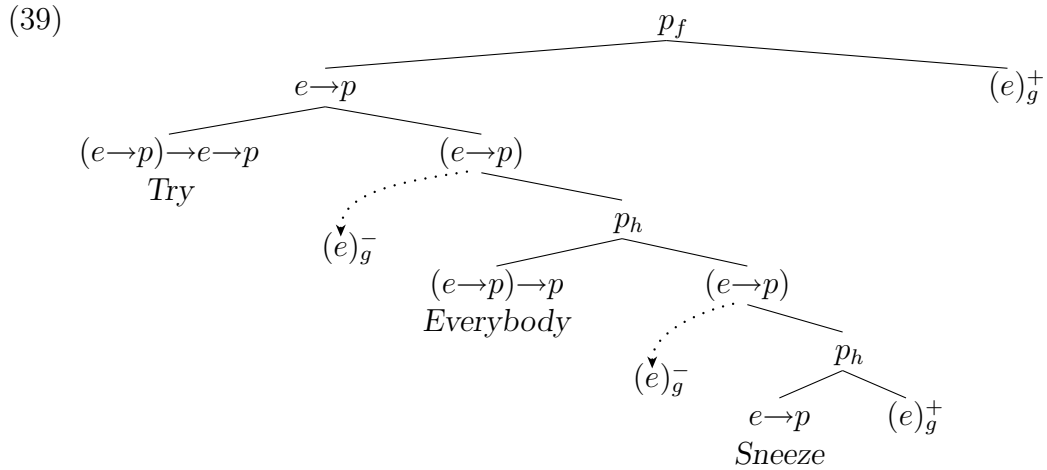 (39)
p_f
e→p (e)_g^+
(e→p)→e→p (e→p)
Try
(e)_g^- p_h
(e→p)→p (e→p)
Everybody
(e)_g^- p_h
e→p (e)_g^+
Sneeze